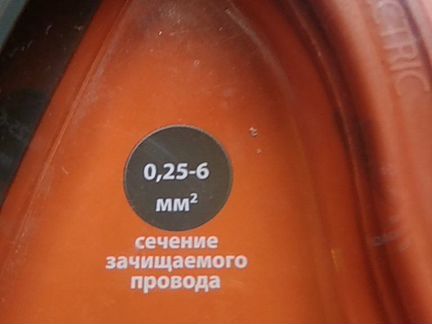 0,25-6
мм²
сечение
зачищаемого
провода